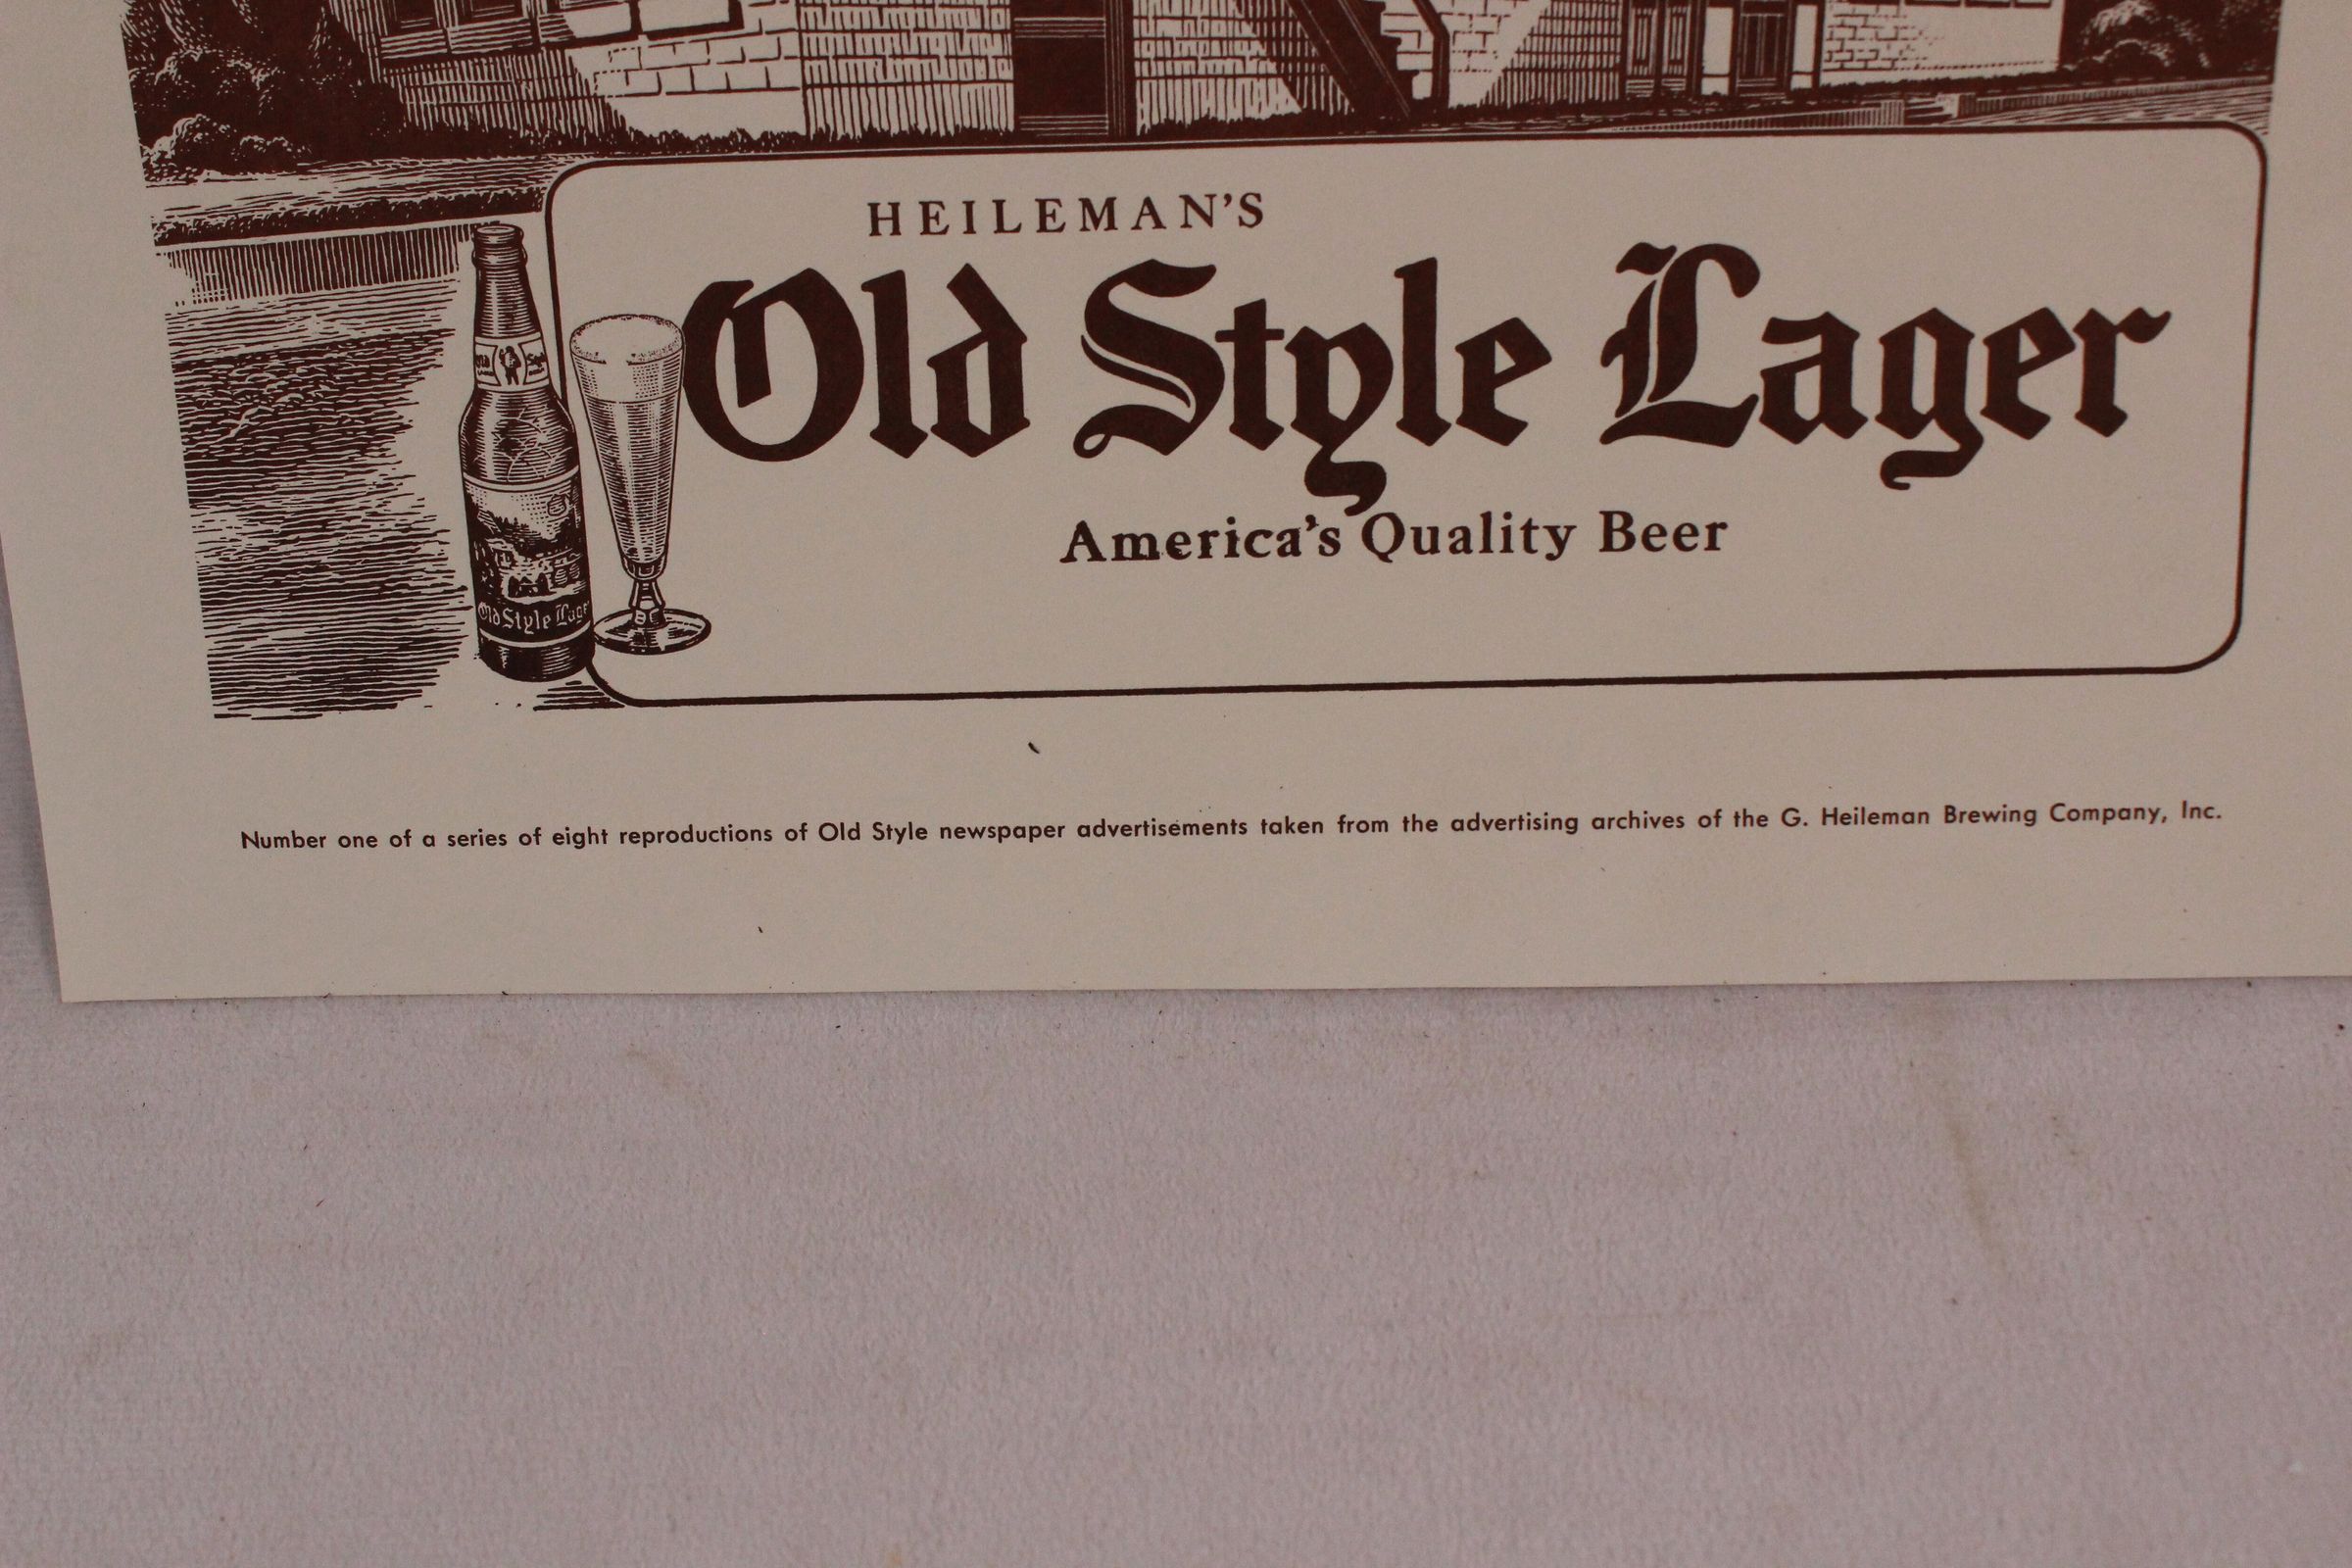 HEILEMAN'S
Old Style Lager
America's Quality Beer
Old Style Lager
Number one of a series of eight reproductions of Old Style newspaper advertisements taken from the advertising archives of the G. Heileman Brewing Company, Inc.